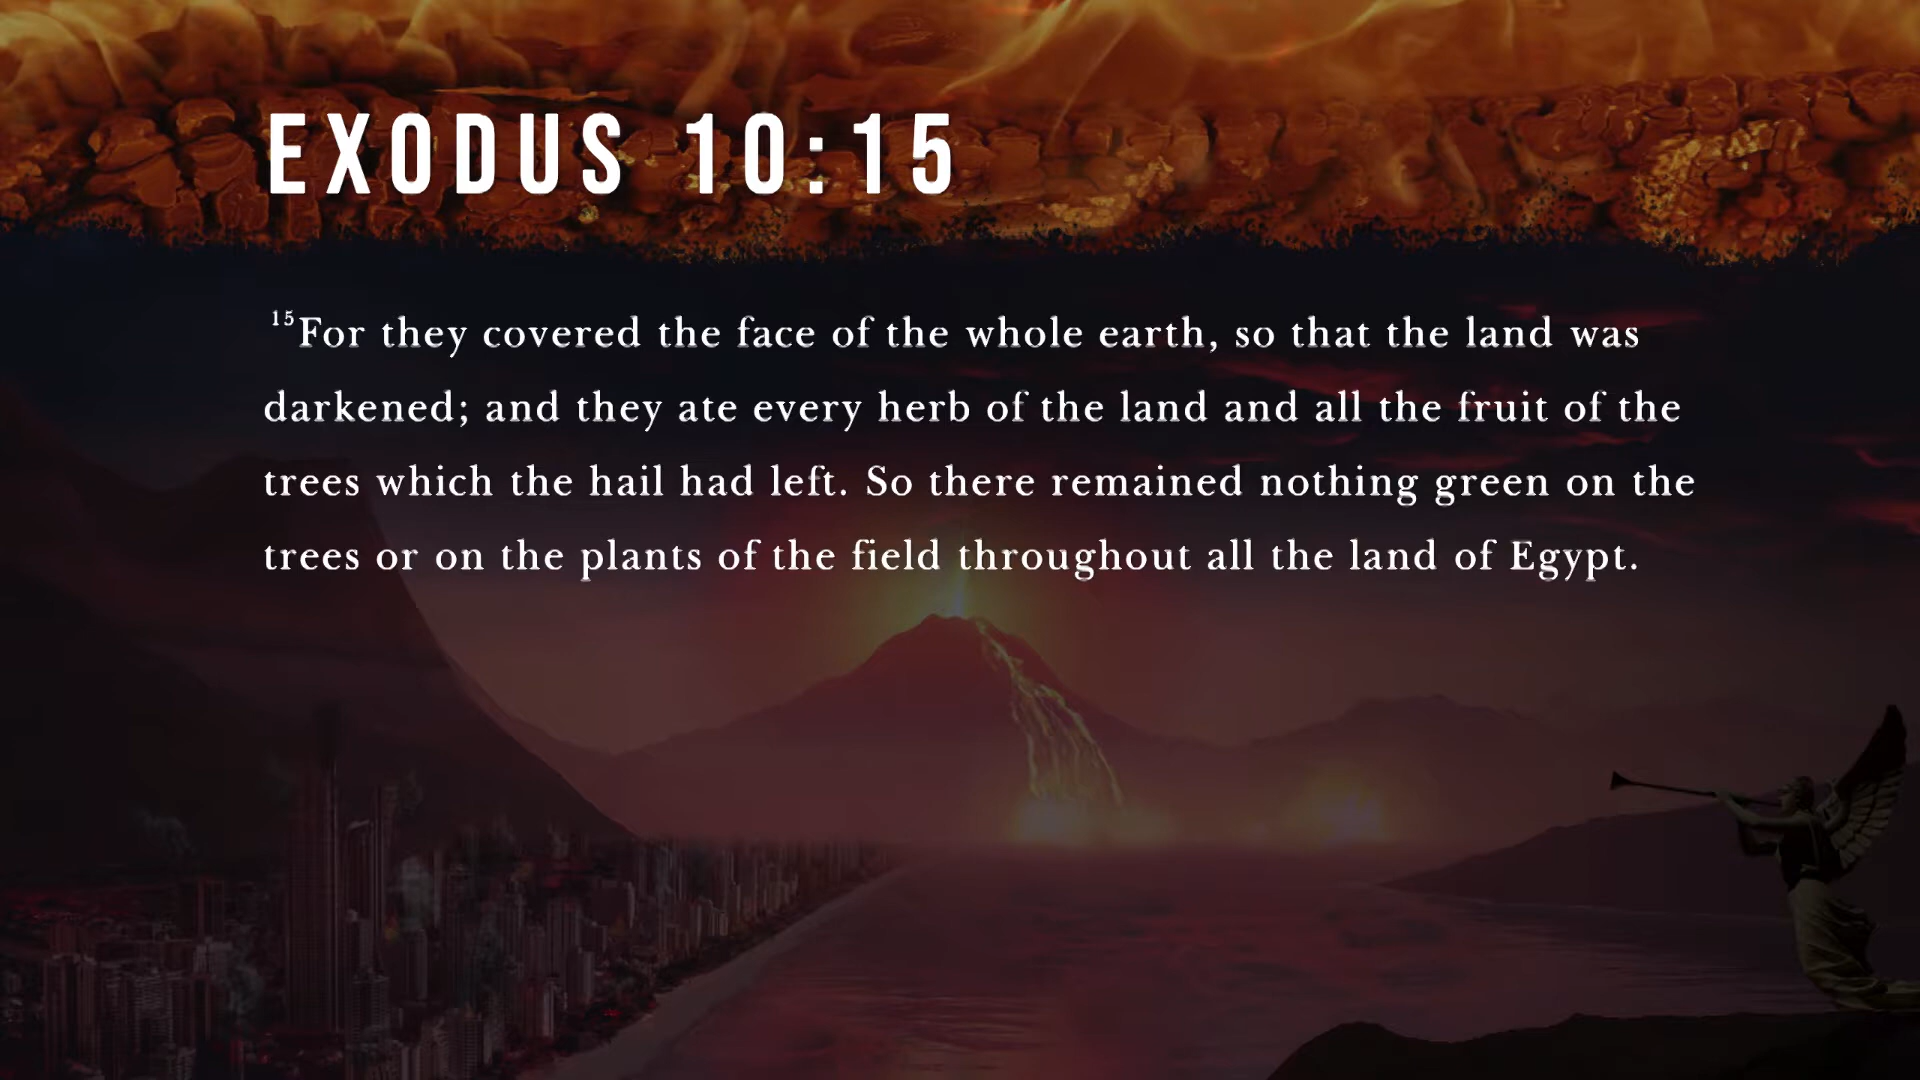 EXODUS 10:15
15For they covered the face of the whole earth, so that the land was
darkened; and they ate every herb of the land and all the fruit of the
trees which the hail had left. So there remained nothing green on the
trees or on the plants of the field throughout all the land of Egypt.